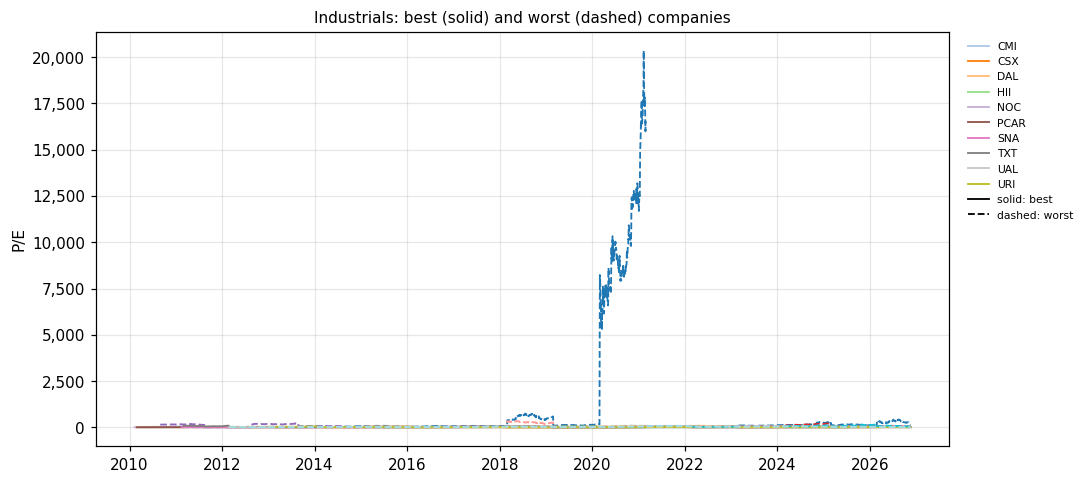 Industrials: best (solid) and worst (dashed) companies
P/E
20,000
17,500
15,000
12,500
10,000
7,500
5,000
2,500
0
2010 2012 2014 2016 2018 2020 2022 2024 2026
CMI
CSX
DAL
HII
NOC
PCAR
SNA
TXT
UAL
URI
solid: best
dashed: worst